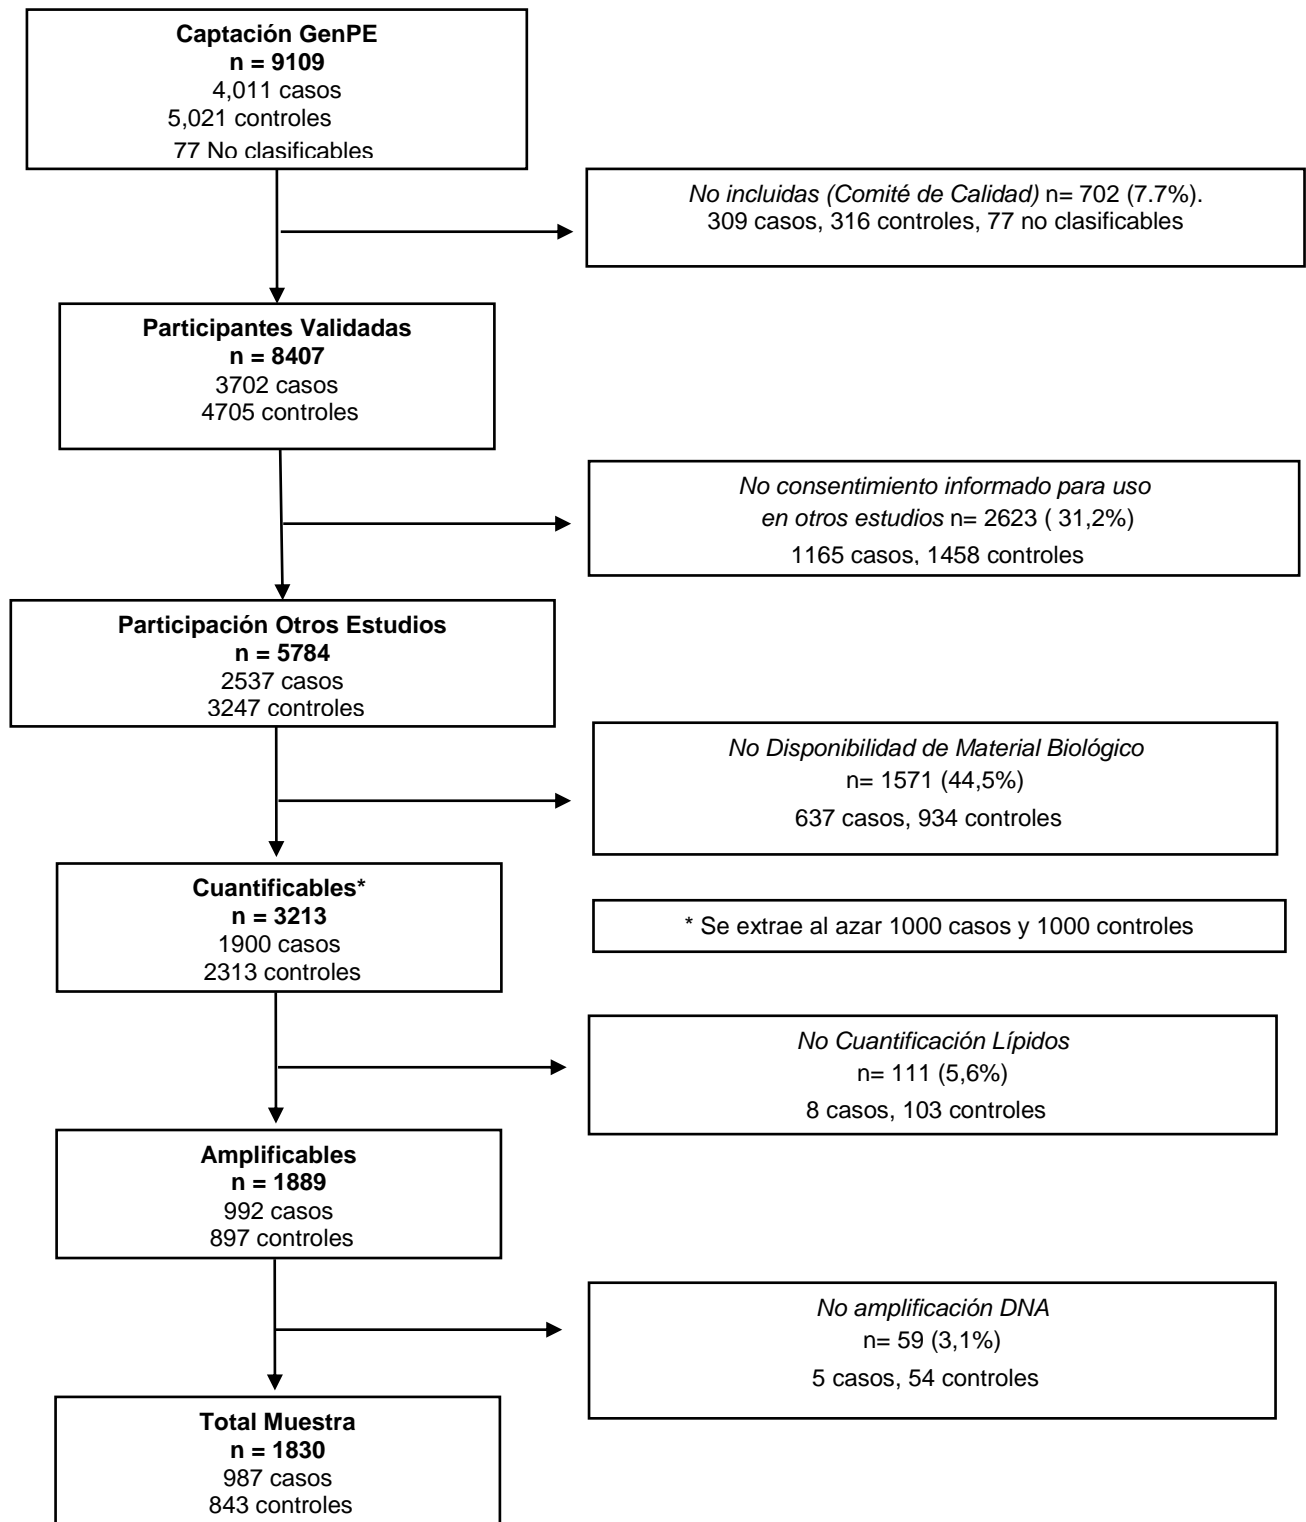 Captación GenPE
n = 9109
4,011 casos
5,021 controles
77 No clasificables
No incluidas (Comité de Calidad) n= 702 (7.7%).
309 casos, 316 controles, 77 no clasificables
Participantes Validadas
n = 8407
3702 casos
4705 controles
No consentimiento informado para uso
en otros estudios n= 2623 ( 31,2%)
1165 casos, 1458 controles
Participación Otros Estudios
n = 5784
2537 casos
3247 controles
No Disponibilidad de Material Biológico
n= 1571 (44,5%)
637 casos, 934 controles
Cuantificables*
n = 3213
1900 casos
2313 controles
* Se extrae al azar 1000 casos y 1000 controles
No Cuantificación Lípidos
n= 111 (5,6%)
8 casos, 103 controles
Amplificables
n = 1889
992 casos
897 controles
No amplificación DNA
n= 59 (3,1%)
5 casos, 54 controles
Total Muestra
n = 1830
987 casos
843 controles